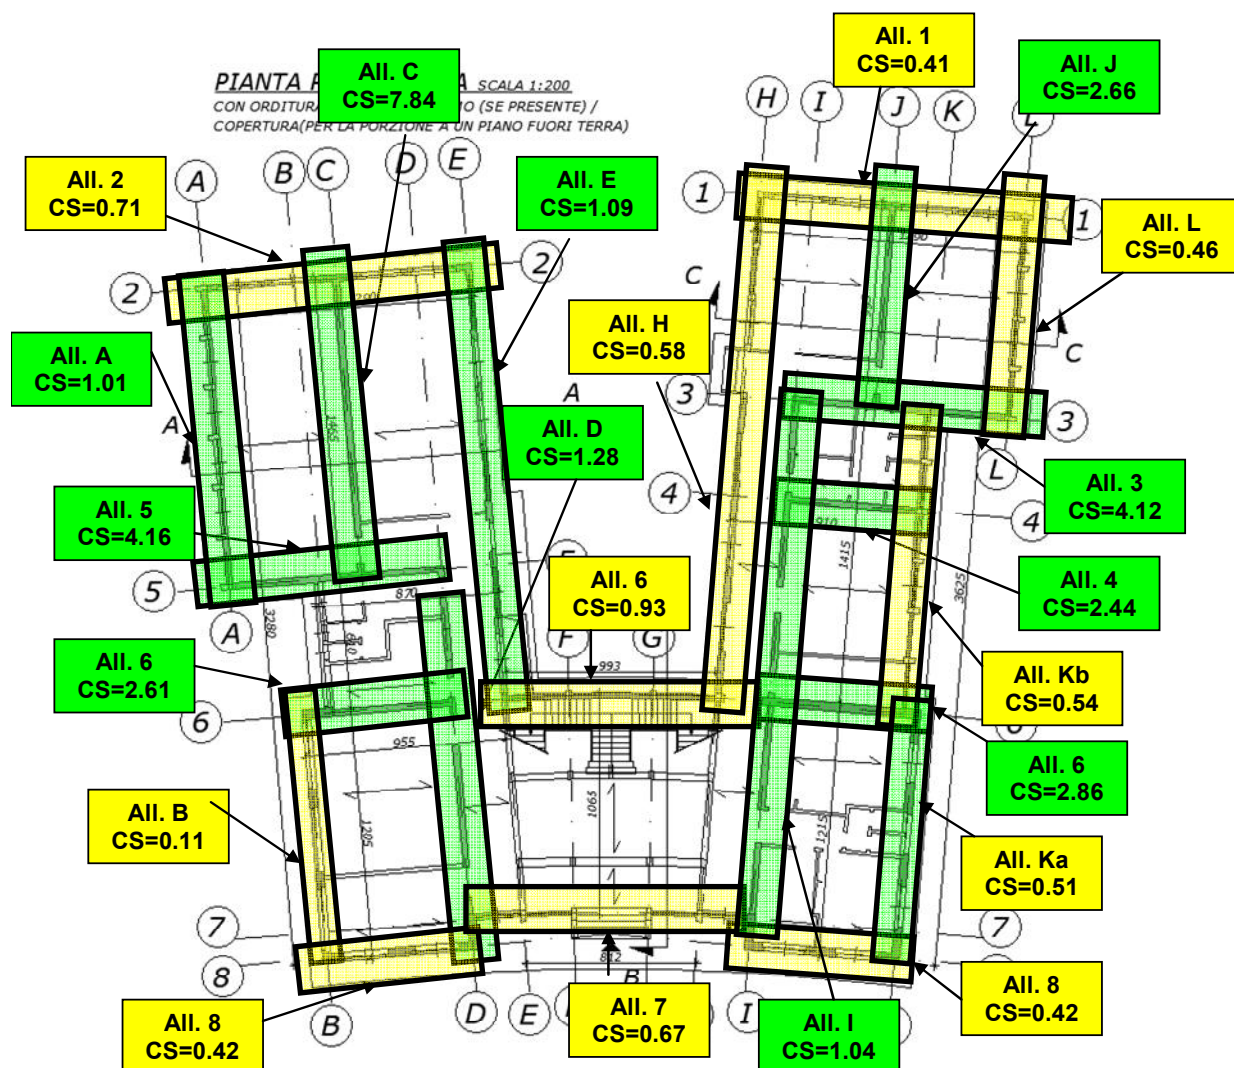 All. 1
CS=0.41
All. C
CS=7.84
All. J
CS=2.66
PIANTA P A SCALA 1:200
CON ORDITURA MO (SE PRESENTE) /
COPERTURA(PER LA PORZIONE A UN PIANO FUORI TERRA)
H
I
J
K
L
A
B
C
D
E
All. 2
CS=0.71
All. E
CS=1.09
1
1
All. L
CS=0.46
2
2
C
C
All. H
CS=0.58
All. A
CS=1.01
A
A
1465
3
3
All. D
CS=1.28
L
All. 3
CS=4.12
4
4
910
1415
All. 5
CS=4.16
5
870
All. 6
CS=0.93
All. 4
CS=2.44
A
3280
3625
F
G
All. 6
CS=2.61
993
All. Kb
CS=0.54
6
955
All. 6
CS=2.86
All. B
CS=0.11
1205
1065
1215
All. Ka
CS=0.51
7
7
8
B
D
E
B
I
All. 8
CS=0.42
All. 7
CS=0.67
All. I
CS=1.04
All. 8
CS=0.42